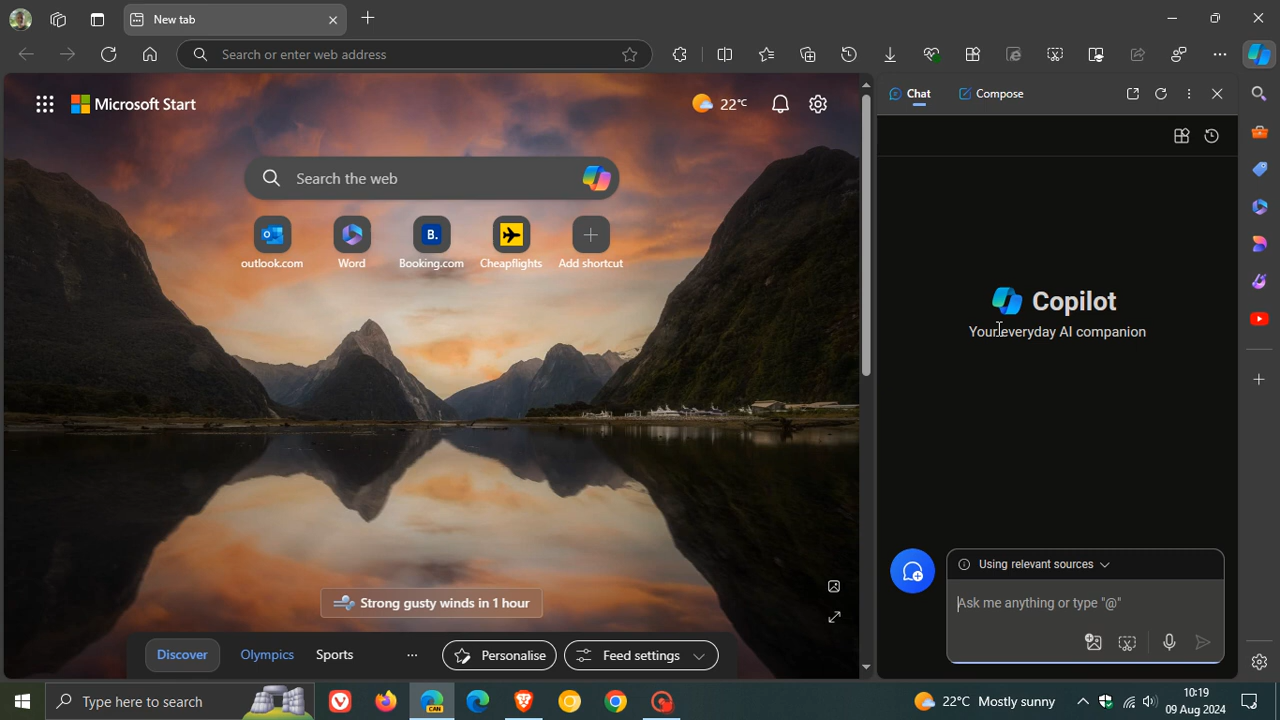 New tab
Search or enter web address
Microsoft Start
22°C
Search the web
outlook.com
Word
B.
Booking.com
Cheapflights
Add shortcut
Strong gusty winds in 1 hour
Discover
Olympics
Sports
...
Personalise
Feed settings
Chat
Compose
Copilot
Your everyday AI companion
Using relevant sources
Ask me anything or type "@"
Type here to search
CAN
22°C Mostly sunny
10:19
09 Aug 2024